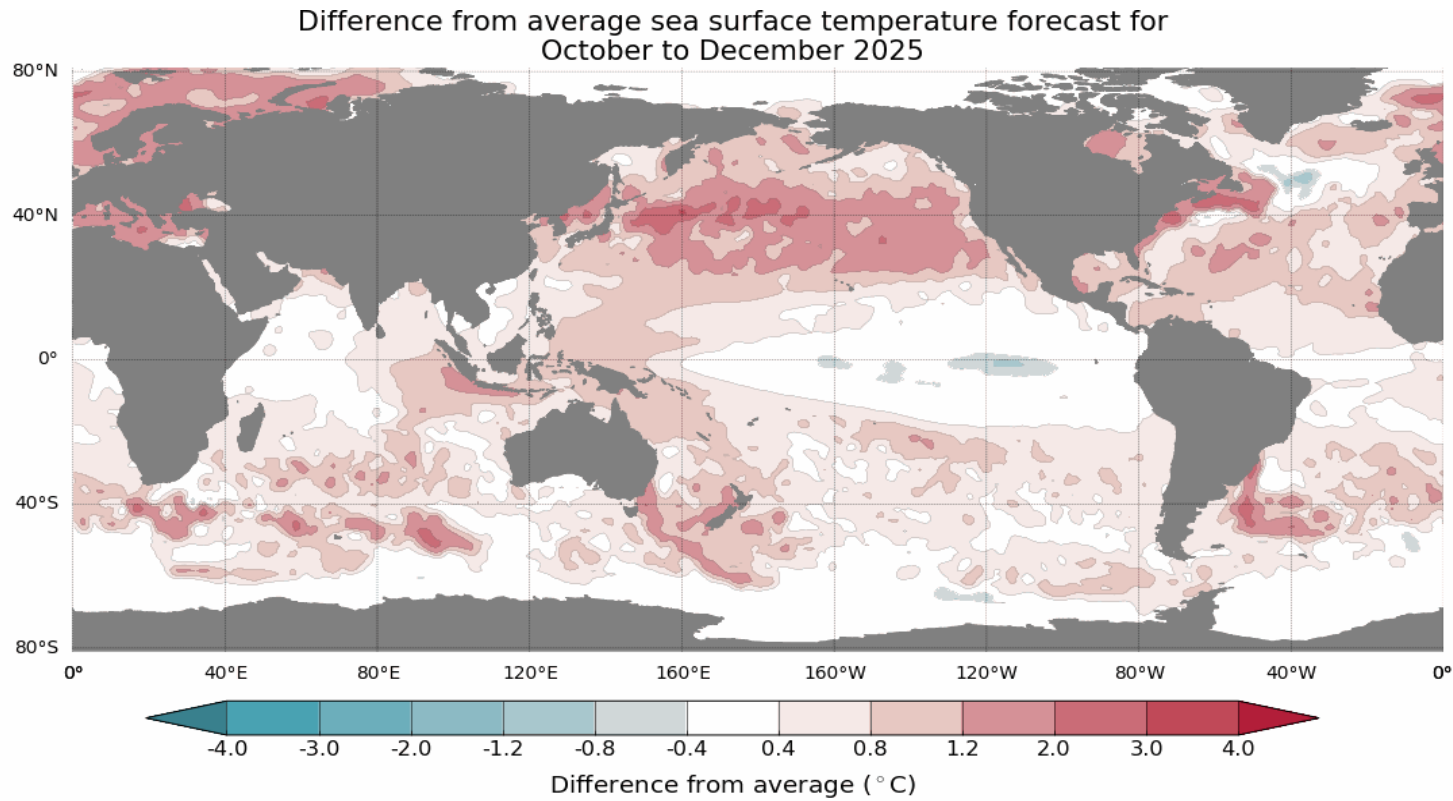 Difference from average sea surface temperature forecast for
October to December 2025
80°N
40°N
0°
40°S
80°S
0° 40°E 80°E 120°E 160°E 160°W 120°W 80°W 40°W 0°
-4.0 -3.0 -2.0 -1.2 -0.8 -0.4 0.4 0.8 1.2 2.0 3.0 4.0
Difference from average (°C)